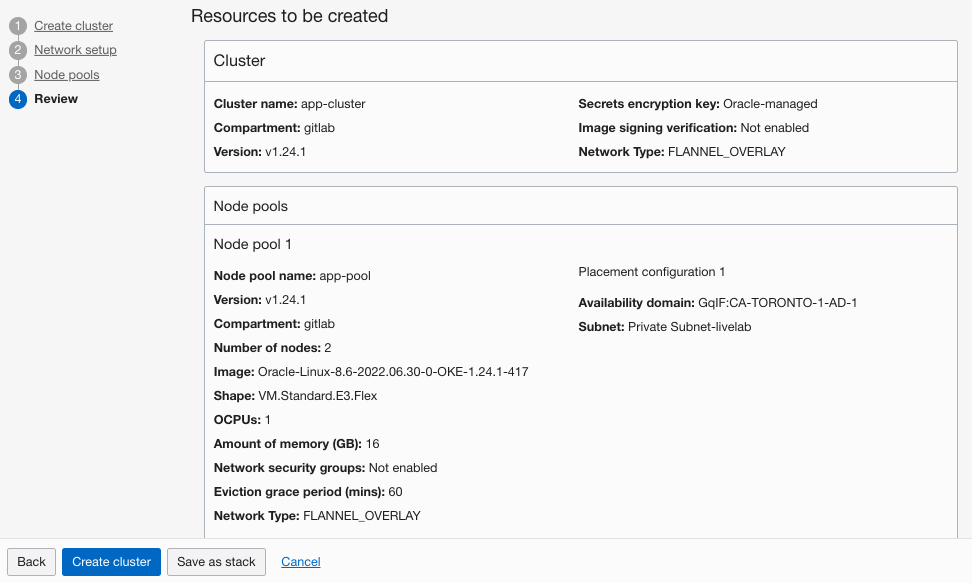 1 Create cluster
2 Network setup
3 Node pools
4 Review
Resources to be created
Cluster
Cluster name: app-cluster
Compartment: gitlab
Version: v1.24.1
Secrets encryption key: Oracle-managed
Image signing verification: Not enabled
Network Type: FLANNEL_OVERLAY
Node pools
Node pool 1
Node pool name: app-pool
Version: v1.24.1
Compartment: gitlab
Number of nodes: 2
Image: Oracle-Linux-8.6-2022.06.30-0-OKE-1.24.1-417
Shape: VM.Standard.E3.Flex
OCPUs: 1
Amount of memory (GB): 16
Network security groups: Not enabled
Eviction grace period (mins): 60
Network Type: FLANNEL_OVERLAY
Placement configuration 1
Availability domain: GqIF:CA-TORONTO-1-AD-1
Subnet: Private Subnet-livelab
Back
Create cluster
Save as stack
Cancel